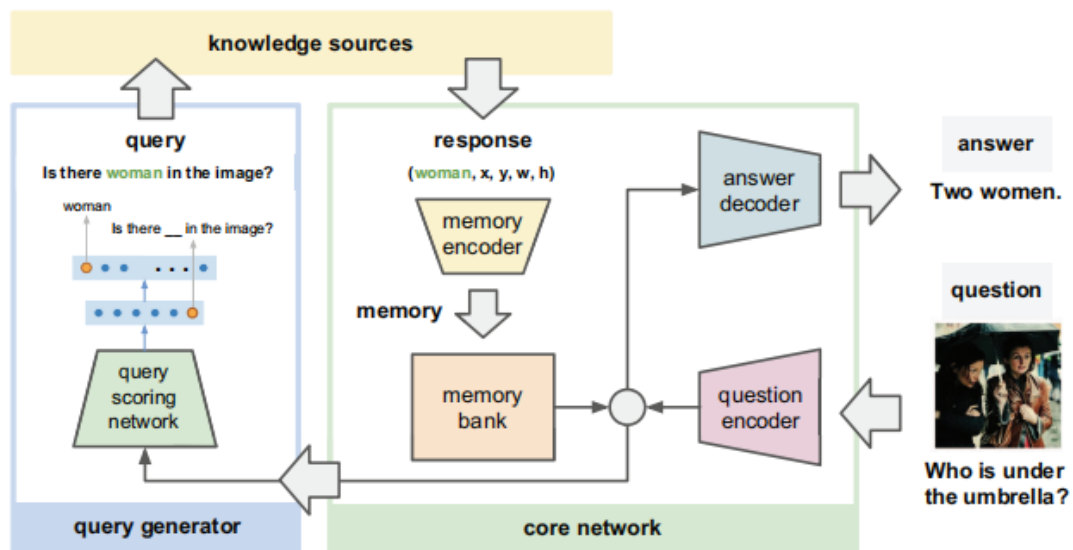 knowledge sources
query
Is there woman in the image?
woman
Is there __ in the image?
...
query
scoring
network
query generator
response
(woman, x, y, w, h)
memory
encoder
memory
memory
bank
answer
decoder
question
encoder
core network
answer
Two women.
question
Who is under
the umbrella?